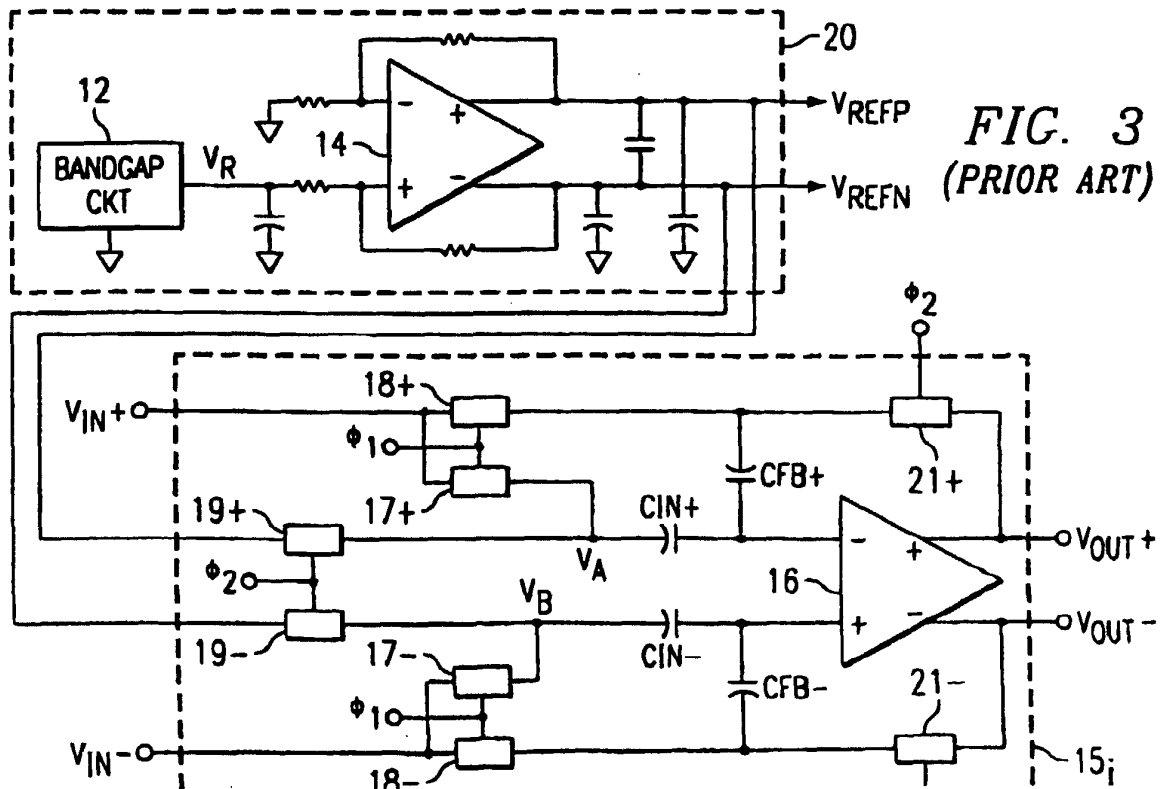 20
12
BANDGAP
CKT
V_R
14
-
+
+
-
V_REFP
V_REFN
FIG. 3
(PRIOR ART)
ϕ2
V_IN+
18+
ϕ1
17+
21+
CFB+
CIN+
19+
ϕ2
19-
V_A
V_B
16
-
+
+
-
V_OUT+
V_OUT-
CIN-
CFB-
17-
ϕ1
18-
V_IN-
21-
15i